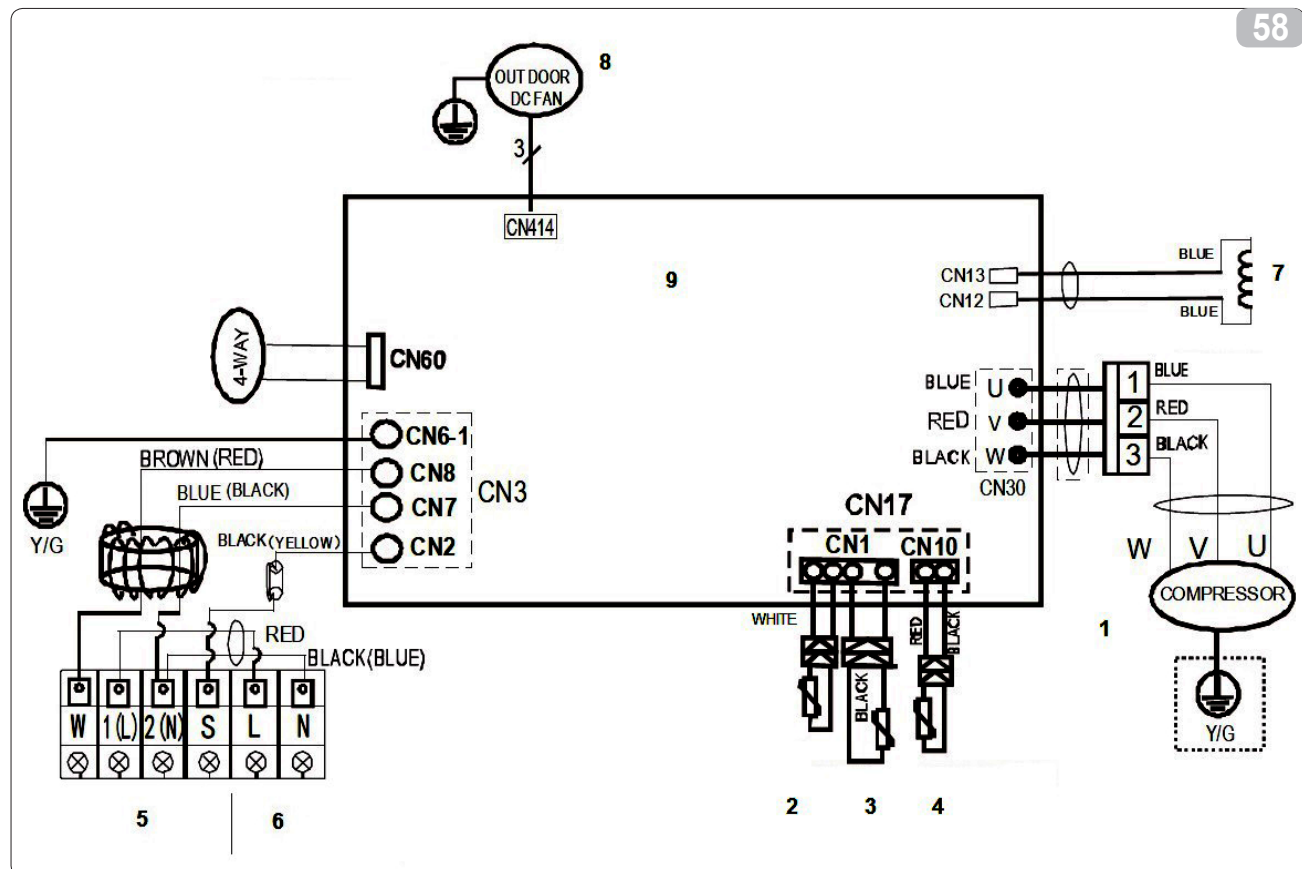 58
OUTDOOR
DC FAN
8
3
CN414
9
CN13
CN12
BLUE
BLUE
7
4-WAY
CN60
CN6-1
CN8
CN7
CN2
CN3
BROWN (RED)
BLUE (BLACK)
BLACK (YELLOW)
Y/G
BLUE U
RED V
BLACK W
CN30
1 BLUE
2 RED
3 BLACK
W V U
COMPRESSOR
1
Y/G
CN17
CN1 CN10
WHITE
BLACK
RED
BLACK
RED
BLACK(BLUE)
W 1(L) 2(N) S L N
5 6
2 3 4